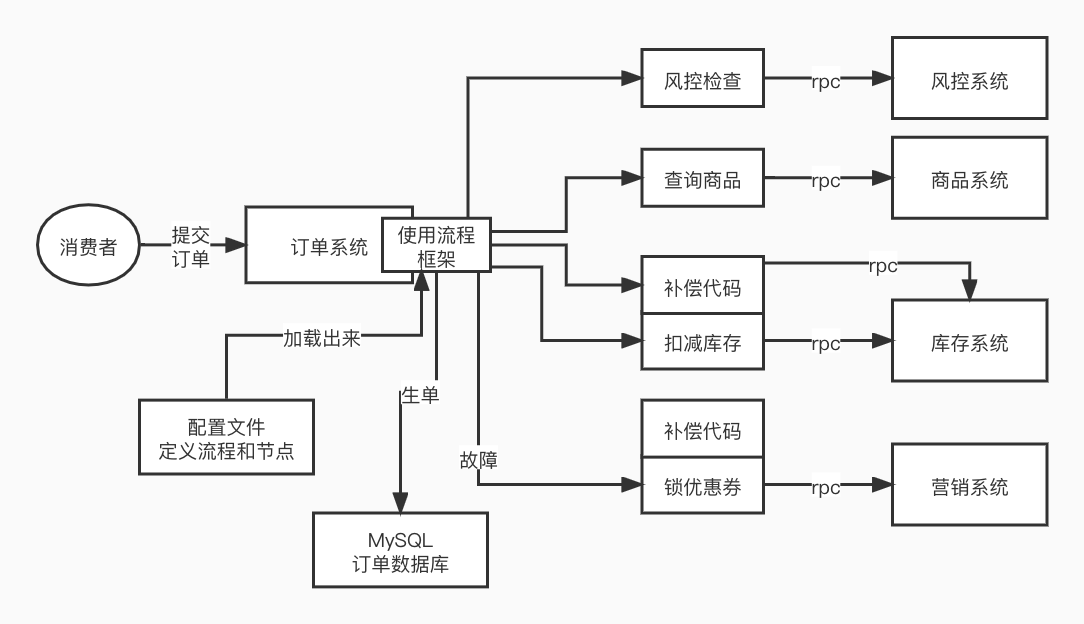 风控检查
rpc
风控系统
查询商品
rpc
商品系统
消费者
提交
订单
订单系统
使用流程
框架
补偿代码
rpc
扣减库存
rpc
库存系统
加载出来
配置文件
定义流程和节点
生单
故障
补偿代码
锁优惠券
rpc
营销系统
MySQL
订单数据库